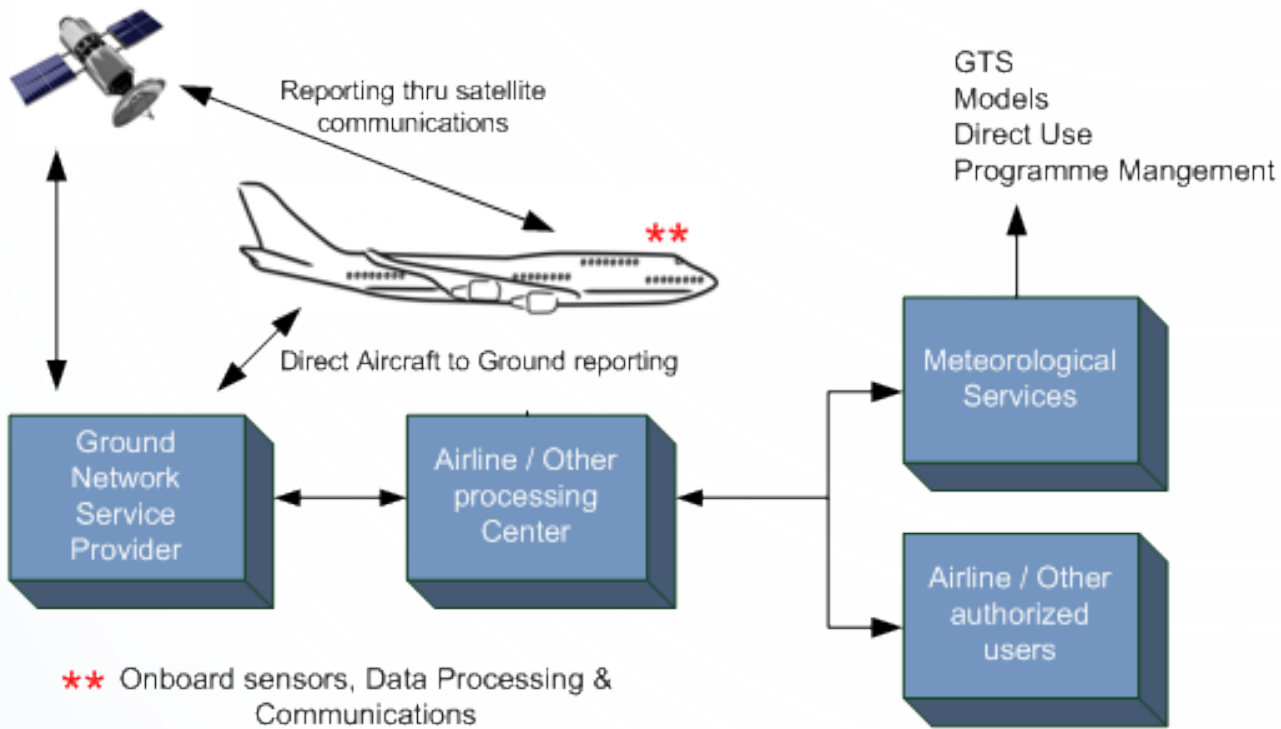 Reporting thru satellite
communications
GTS
Models
Direct Use
Programme Mangement
**
Direct Aircraft to Ground reporting
Meteorological
Services
Ground
Network
Service
Provider
Airline / Other
processing
Center
Airline / Other
authorized
users
** Onboard sensors, Data Processing &
Communications